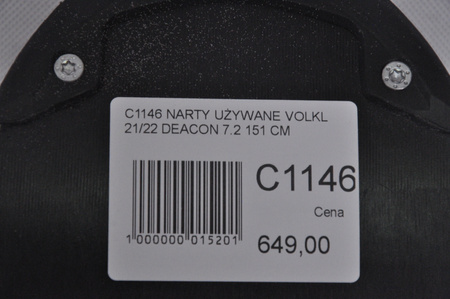 C1146 NARTY UŻYWANE VOLKL
21/22 DEACON 7.2 151 CM
C1146
Cena
649,00
1 000000 015201